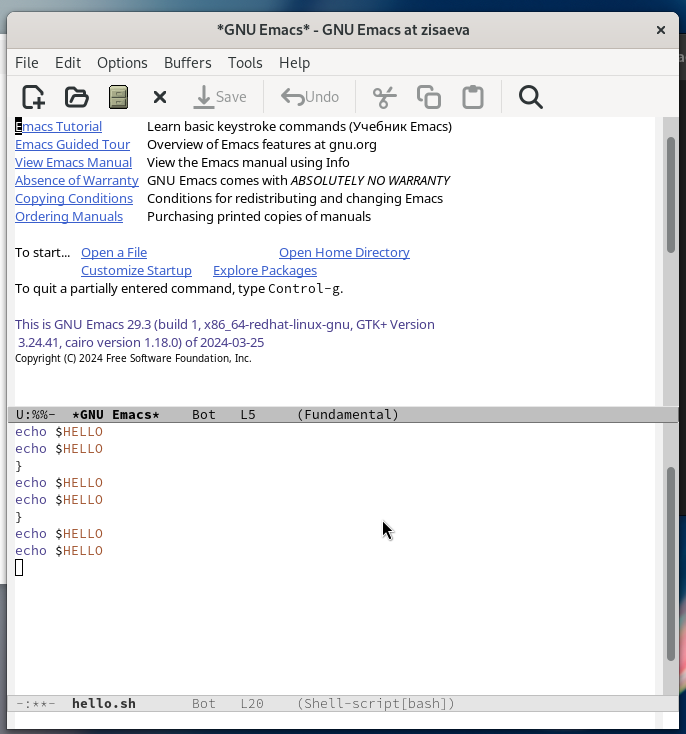 *GNU Emacs* - GNU Emacs at zisaeva
File Edit Options Buffers Tools Help
Save Undo
Emacs Tutorial Learn basic keystroke commands (Учебник Emacs)
Emacs Guided Tour Overview of Emacs features at gnu.org
View Emacs Manual View the Emacs manual using Info
Absence of Warranty GNU Emacs comes with ABSOLUTELY NO WARRANTY
Copying Conditions Conditions for redistributing and changing Emacs
Ordering Manuals Purchasing printed copies of manuals
To start... Open a File Open Home Directory
Customize Startup Explore Packages
To quit a partially entered command, type Control-g.
This is GNU Emacs 29.3 (build 1, x86_64-redhat-linux-gnu, GTK+ Version
3.24.41, cairo version 1.18.0) of 2024-03-25
Copyright (C) 2024 Free Software Foundation, Inc.
U:%%- *GNU Emacs* Bot L5 (Fundamental)
echo $HELLO
echo $HELLO
}
echo $HELLO
echo $HELLO
}
echo $HELLO
echo $HELLO
-:**- hello.sh Bot L20 (Shell-script[bash])